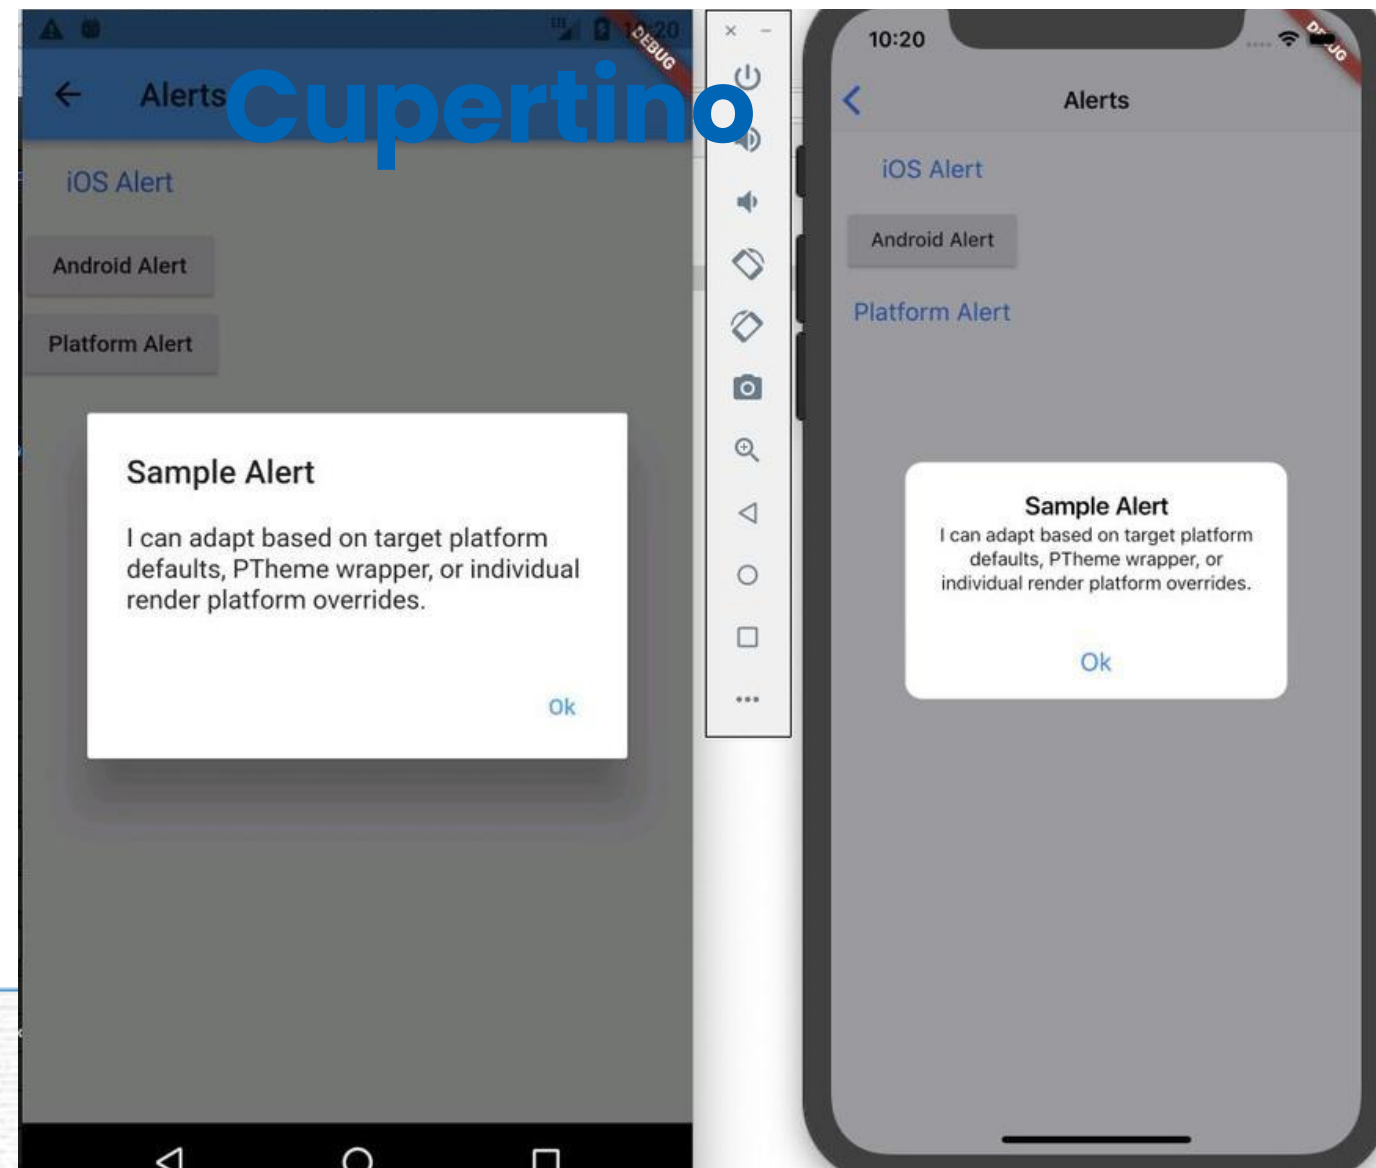 10:20
DEBUG
Alerts
Cupertino
iOS Alert
Android Alert
Platform Alert
Sample Alert
I can adapt based on target platform
defaults, PTheme wrapper, or individual
render platform overrides.
Ok
10:20
Alerts
iOS Alert
Android Alert
Platform Alert
Sample Alert
I can adapt based on target platform
defaults, PTheme wrapper, or
individual render platform overrides.
Ok